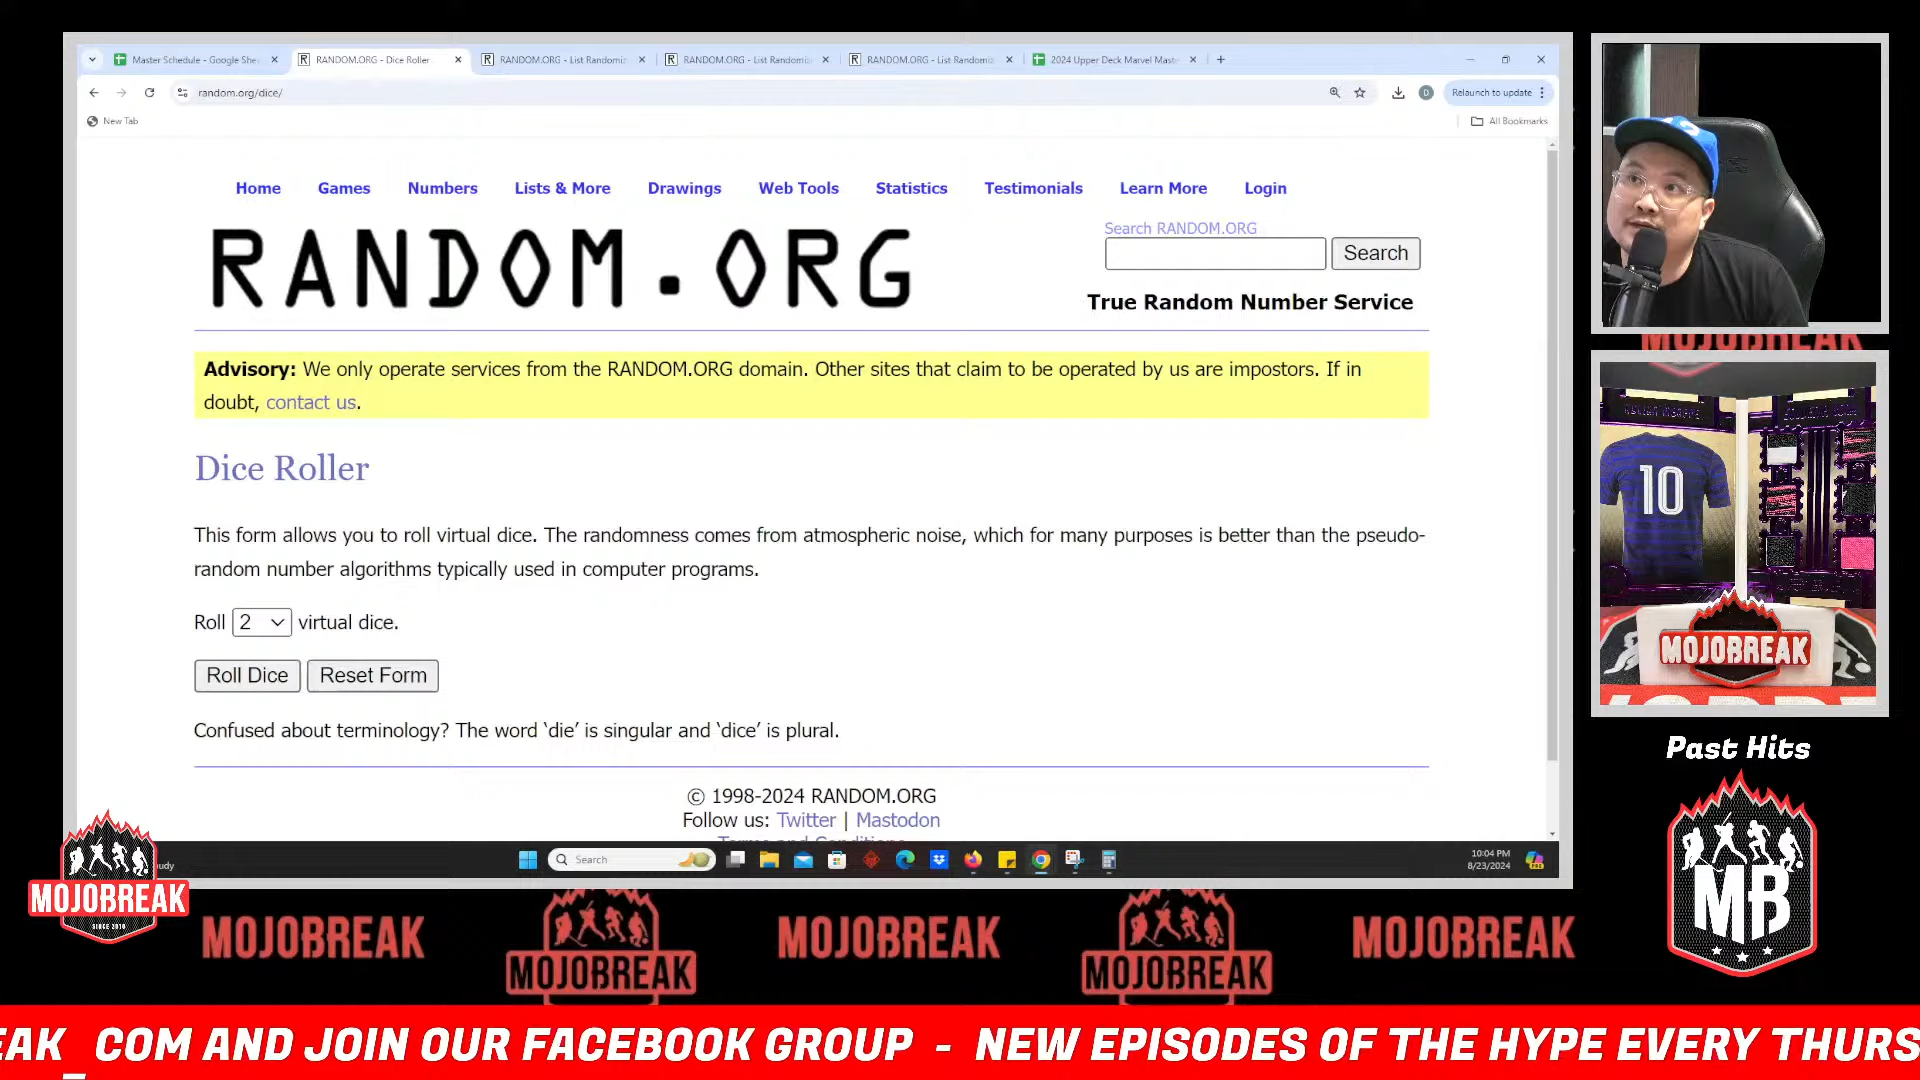 Master Schedule - Google She
RANDOM.ORG - Dice Roller
RANDOM.ORG - List Randomiz
RANDOM.ORG - List Randomiz
RANDOM.ORG - List Randomiz
2024 Upper Deck Marvel Maste
random.org/dice/
D
Relaunch to update
New Tab
All Bookmarks
Home Games Numbers Lists & More Drawings Web Tools Statistics Testimonials Learn More Login
RANDOM.ORG
Search RANDOM.ORG
Search
True Random Number Service
Advisory: We only operate services from the RANDOM.ORG domain. Other sites that claim to be operated by us are impostors. If in
doubt, contact us.
Dice Roller
This form allows you to roll virtual dice. The randomness comes from atmospheric noise, which for many purposes is better than the pseudo-
random number algorithms typically used in computer programs.
Roll 2 virtual dice.
Roll Dice Reset Form
Confused about terminology? The word ‘die’ is singular and ‘dice’ is plural.
© 1998-2024 RANDOM.ORG
Follow us: Twitter | Mastodon
Terms and Conditions
Search
10:04 PM
8/23/2024
10
MOJOBREAK
Past Hits
MB
MOJOBREAK
SINCE 2010
MOJOBREAK MOJOBREAK MOJOBREAK MOJOBREAK MOJOBREAK
EAK_COM AND JOIN OUR FACEBOOK GROUP - NEW EPISODES OF THE HYPE EVERY THURS